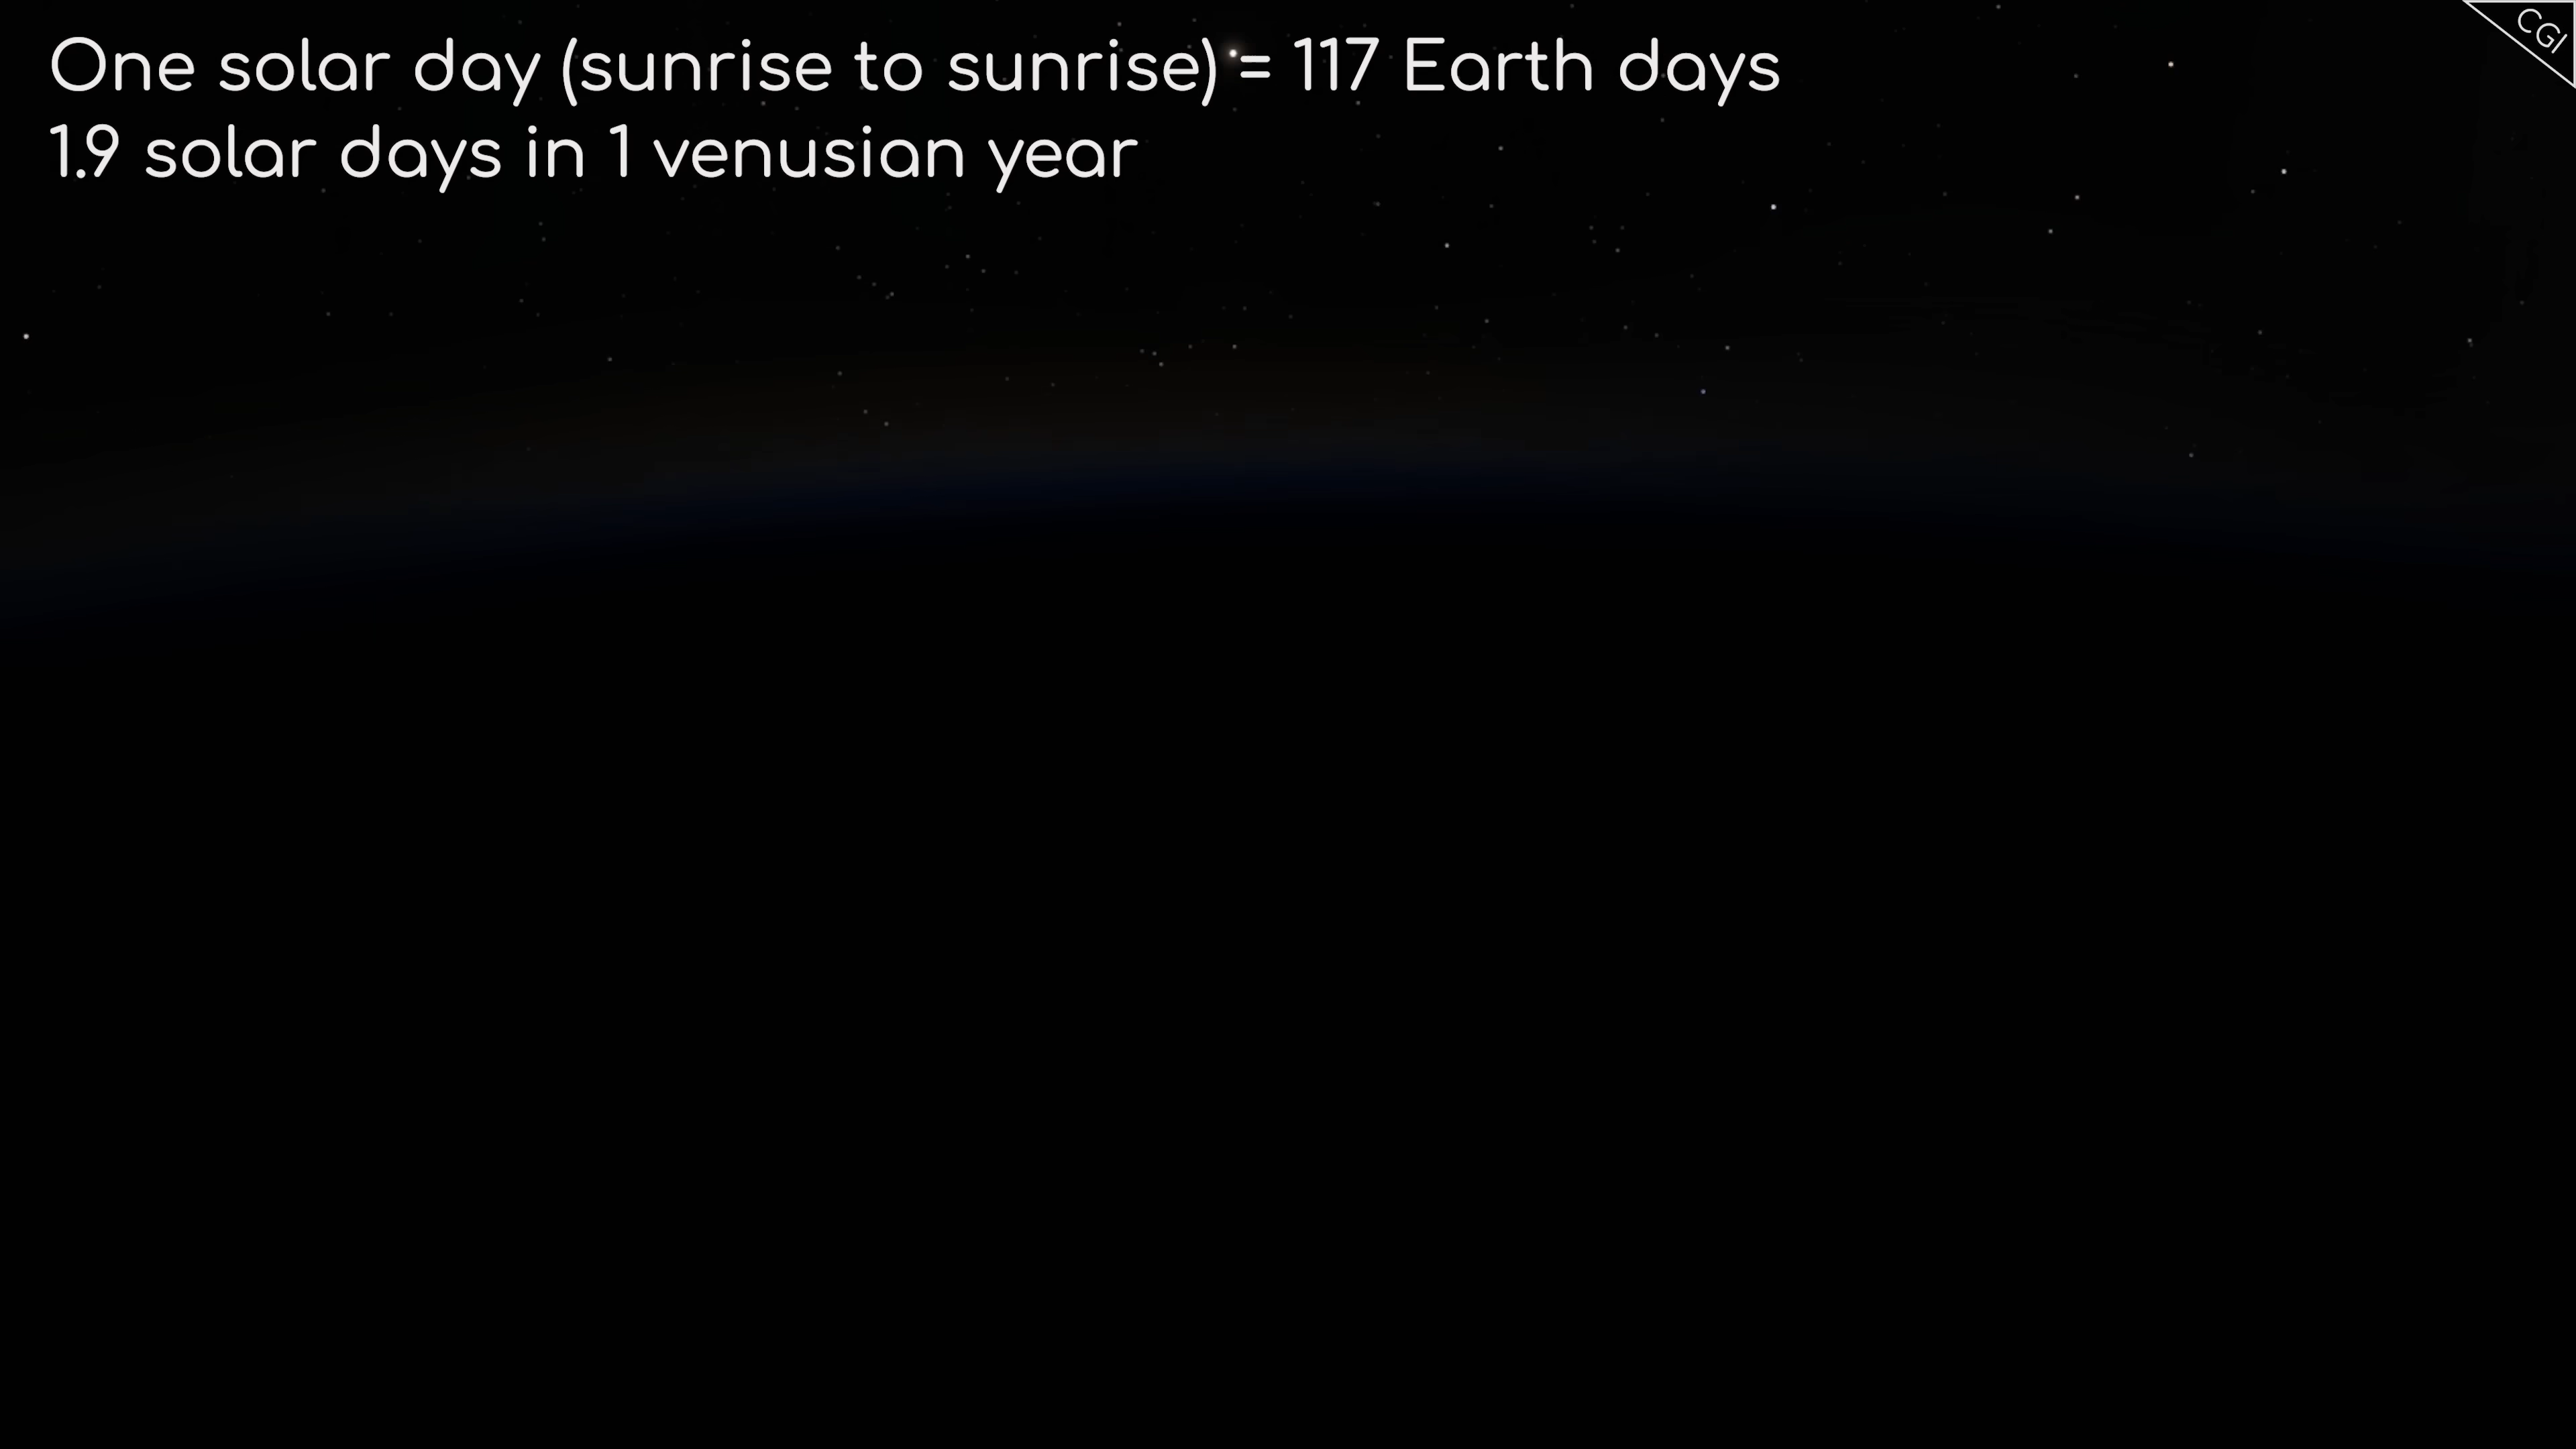 One solar day (sunrise to sunrise) = 117 Earth days
1.9 solar days in 1 venusian year
CGI